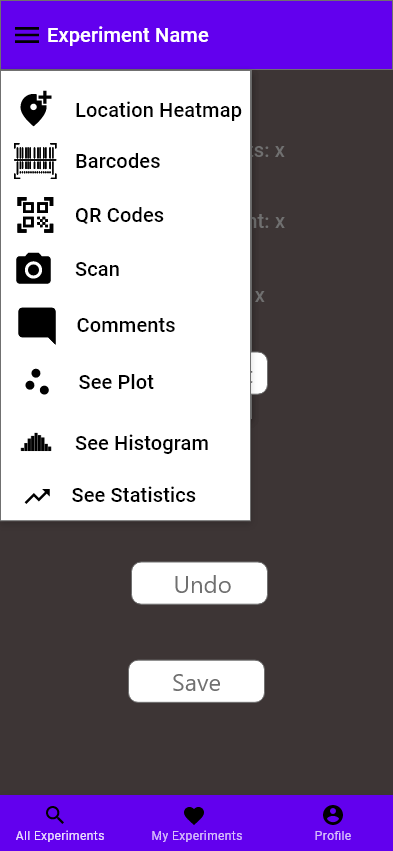 Experiment Name
Location Heatmap
Barcodes
QR Codes
Scan
Comments
See Plot
See Histogram
See Statistics
: x
: x
x
Undo
Save
All Experiments
My Experiments
Profile